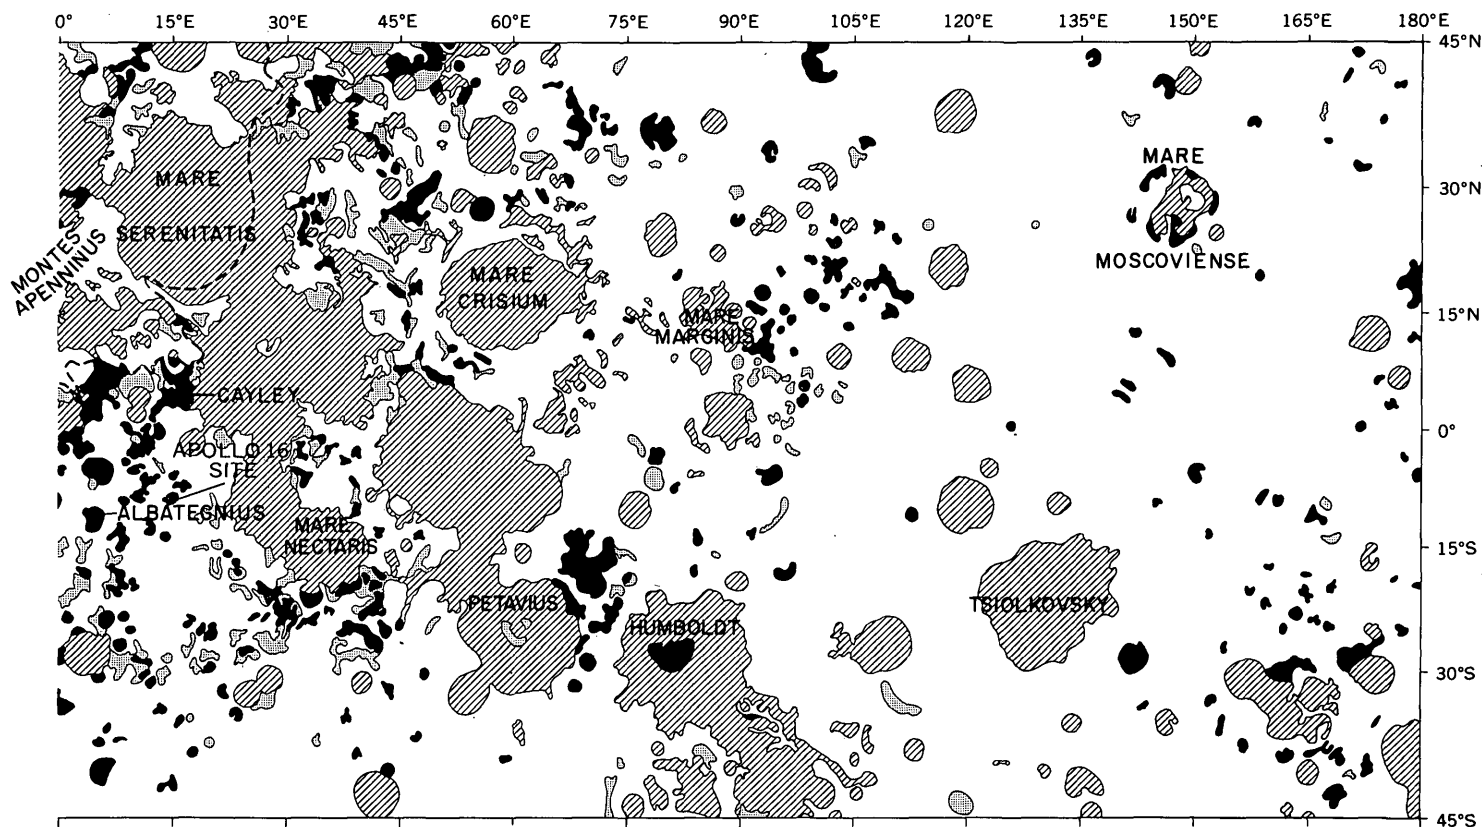 0° 15°E 30°E 45°E 60°E 75°E 90°E 105°E 120°E 135°E 150°E 165°E 180°E
45°N
MARE
30°N
MARE
SERENITATIS
MONTES
APENNINUS
MOSCOVIENSE
MARE
CRISIUM
15°N
MARE
MARGINIS
CAYLEY
0°
APOLLO 16
SITE
ALBATEGNIUS
MARE
NECTARIS
15°S
PETAVIUS
TSIOLKOVSKY
HUMBOLDT
30°S
45°S